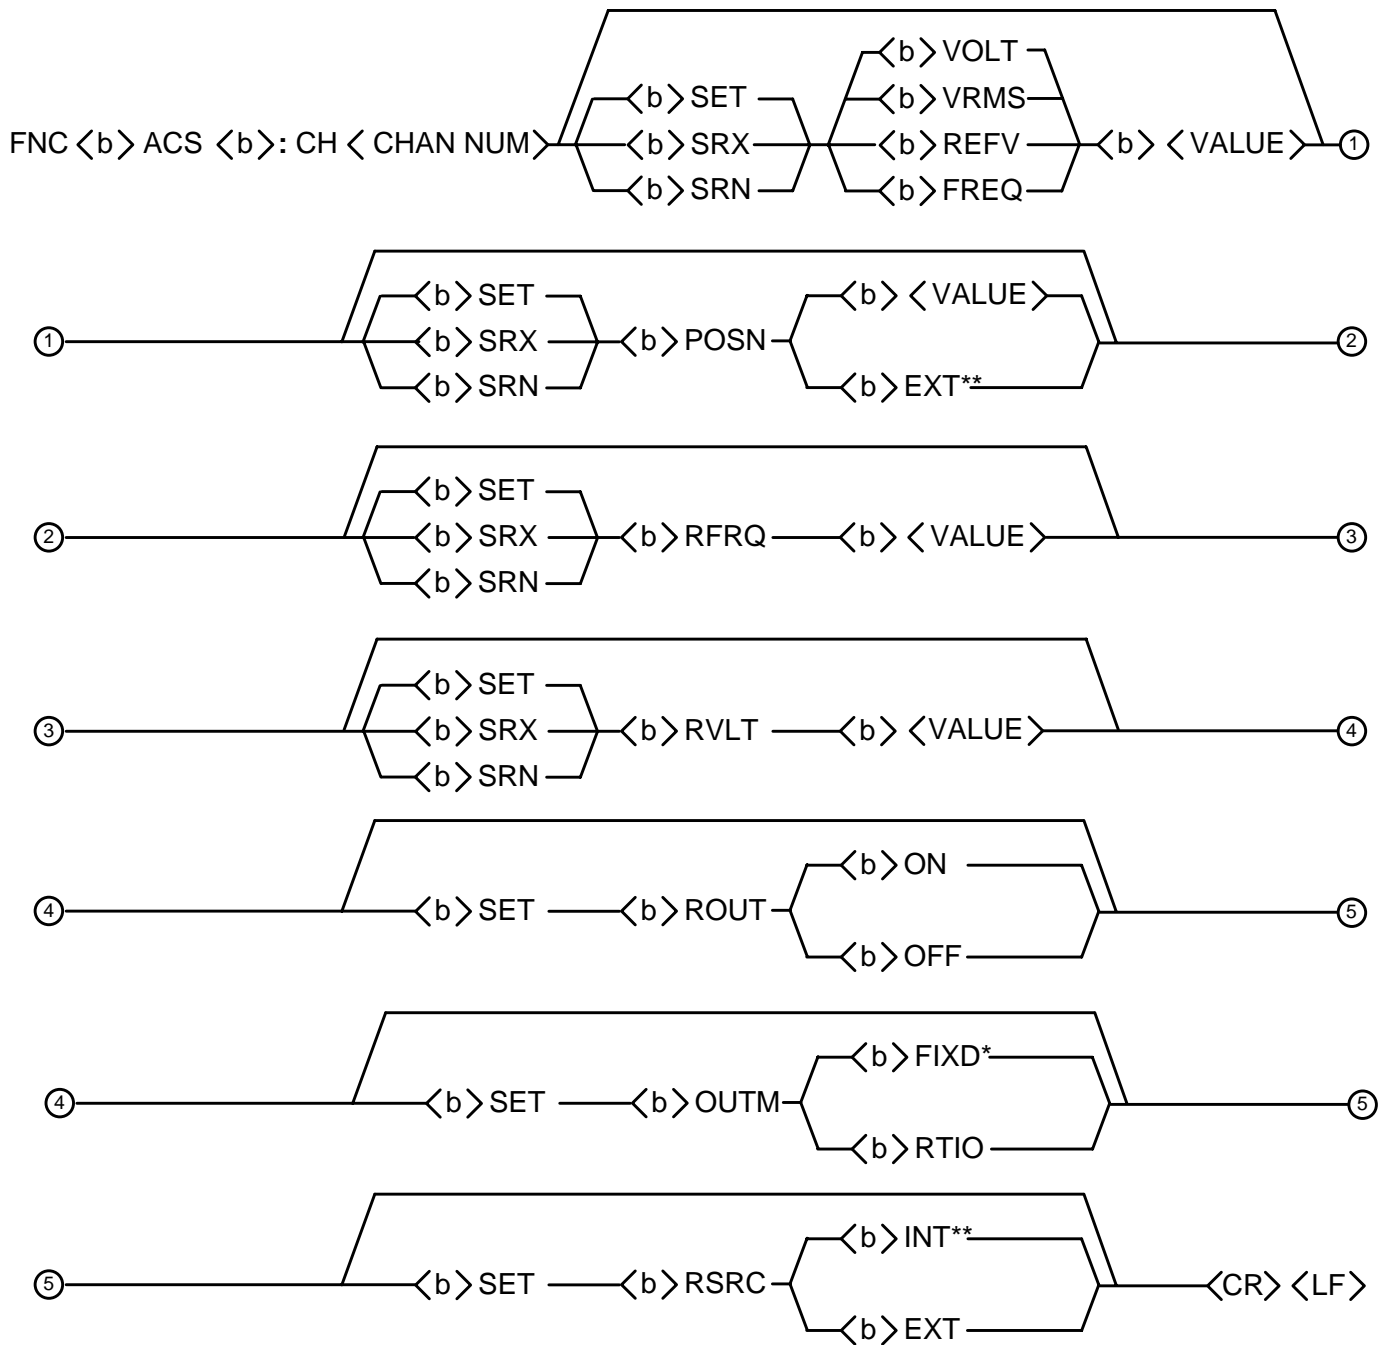 <b> VOLT
<b> SET <b> VRMS
FNC <b> ACS <b> : CH < CHAN NUM > <b> SRX <b> REFV <b> <VALUE> 1
<b> SRN <b> FREQ
<b> SET <b> <VALUE>
1 <b> SRX <b> POSN 2
<b> SRN <b> EXT**
<b> SET
2 <b> SRX <b> RFRQ <b> <VALUE> 3
<b> SRN
<b> SET
3 <b> SRX <b> RVLT <b> <VALUE> 4
<b> SRN
<b> ON
4 <b> SET <b> ROUT 5
<b> OFF
<b> FIXD*
4 <b> SET <b> OUTM 5
<b> RTIO
<b> INT**
5 <b> SET <b> RSRC <CR> <LF>
<b> EXT